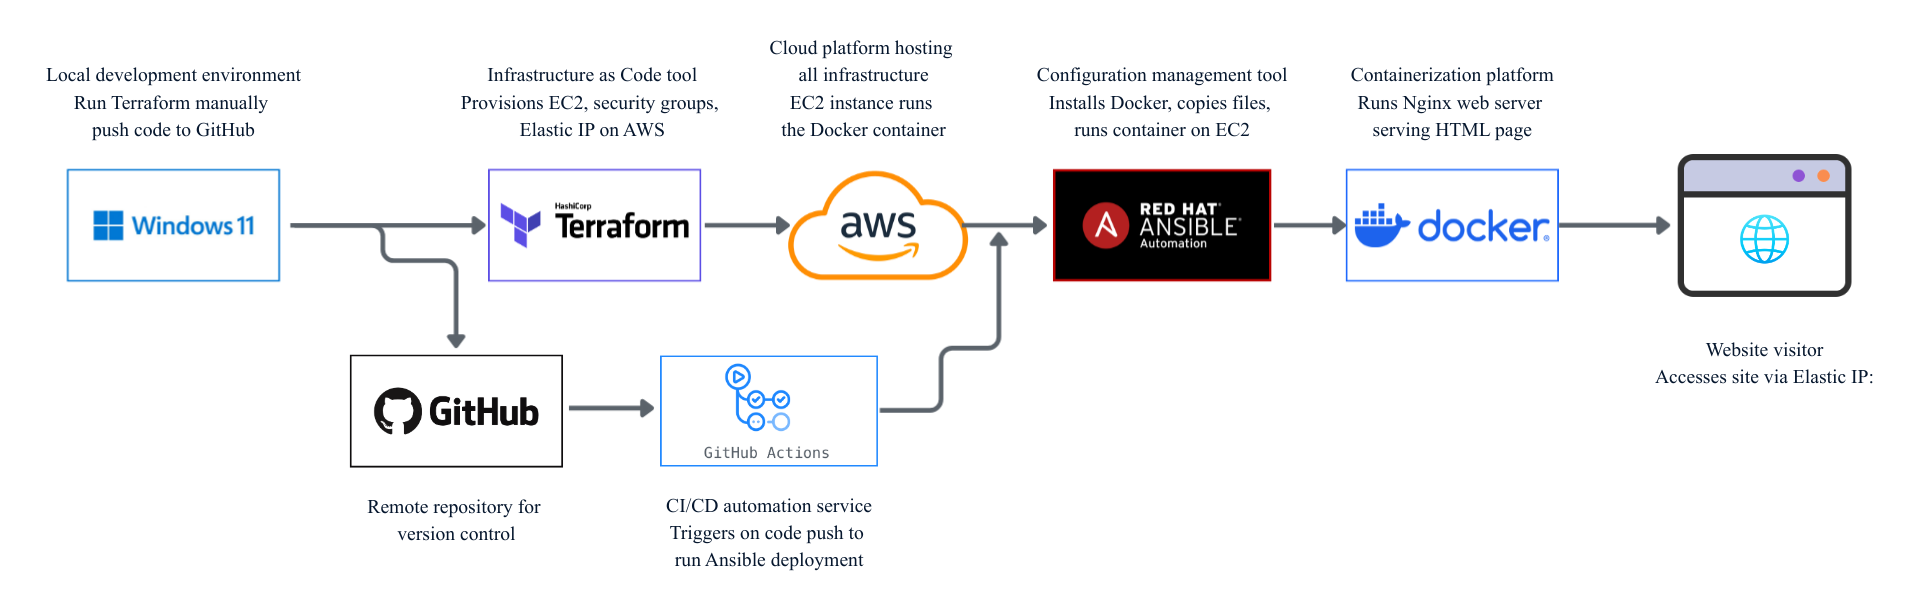 Local development environment
Run Terraform manually
push code to GitHub
Infrastructure as Code tool
Provisions EC2, security groups,
Elastic IP on AWS
Cloud platform hosting
all infrastructure
EC2 instance runs
the Docker container
Configuration management tool
Installs Docker, copies files,
runs container on EC2
Containerization platform
Runs Nginx web server
serving HTML page
Windows 11
HashiCorp
Terraform
aws
RED HAT
ANSIBLE
Automation
docker
Website visitor
Accesses site via Elastic IP:
GitHub
GitHub Actions
Remote repository for
version control
CI/CD automation service
Triggers on code push to
run Ansible deployment